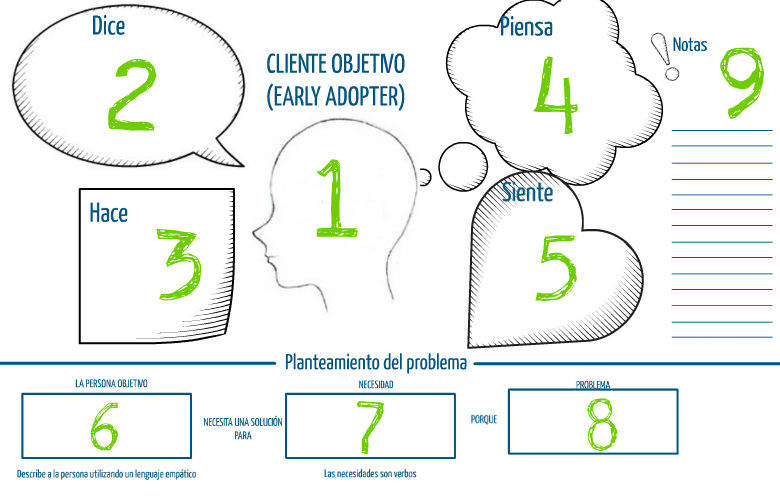 Dice
2
CLIENTE OBJETIVO
(EARLY ADOPTER)
1
Piensa
4
Notas
9
Hace
3
Siente
5
Planteamiento del problema
LA PERSONA OBJETIVO
6
NECESITA UNA SOLUCIÓN
PARA
NECESIDAD
7
PORQUE
PROBLEMA
8
Describe a la persona utilizando un lenguaje empático
Las necesidades son verbos